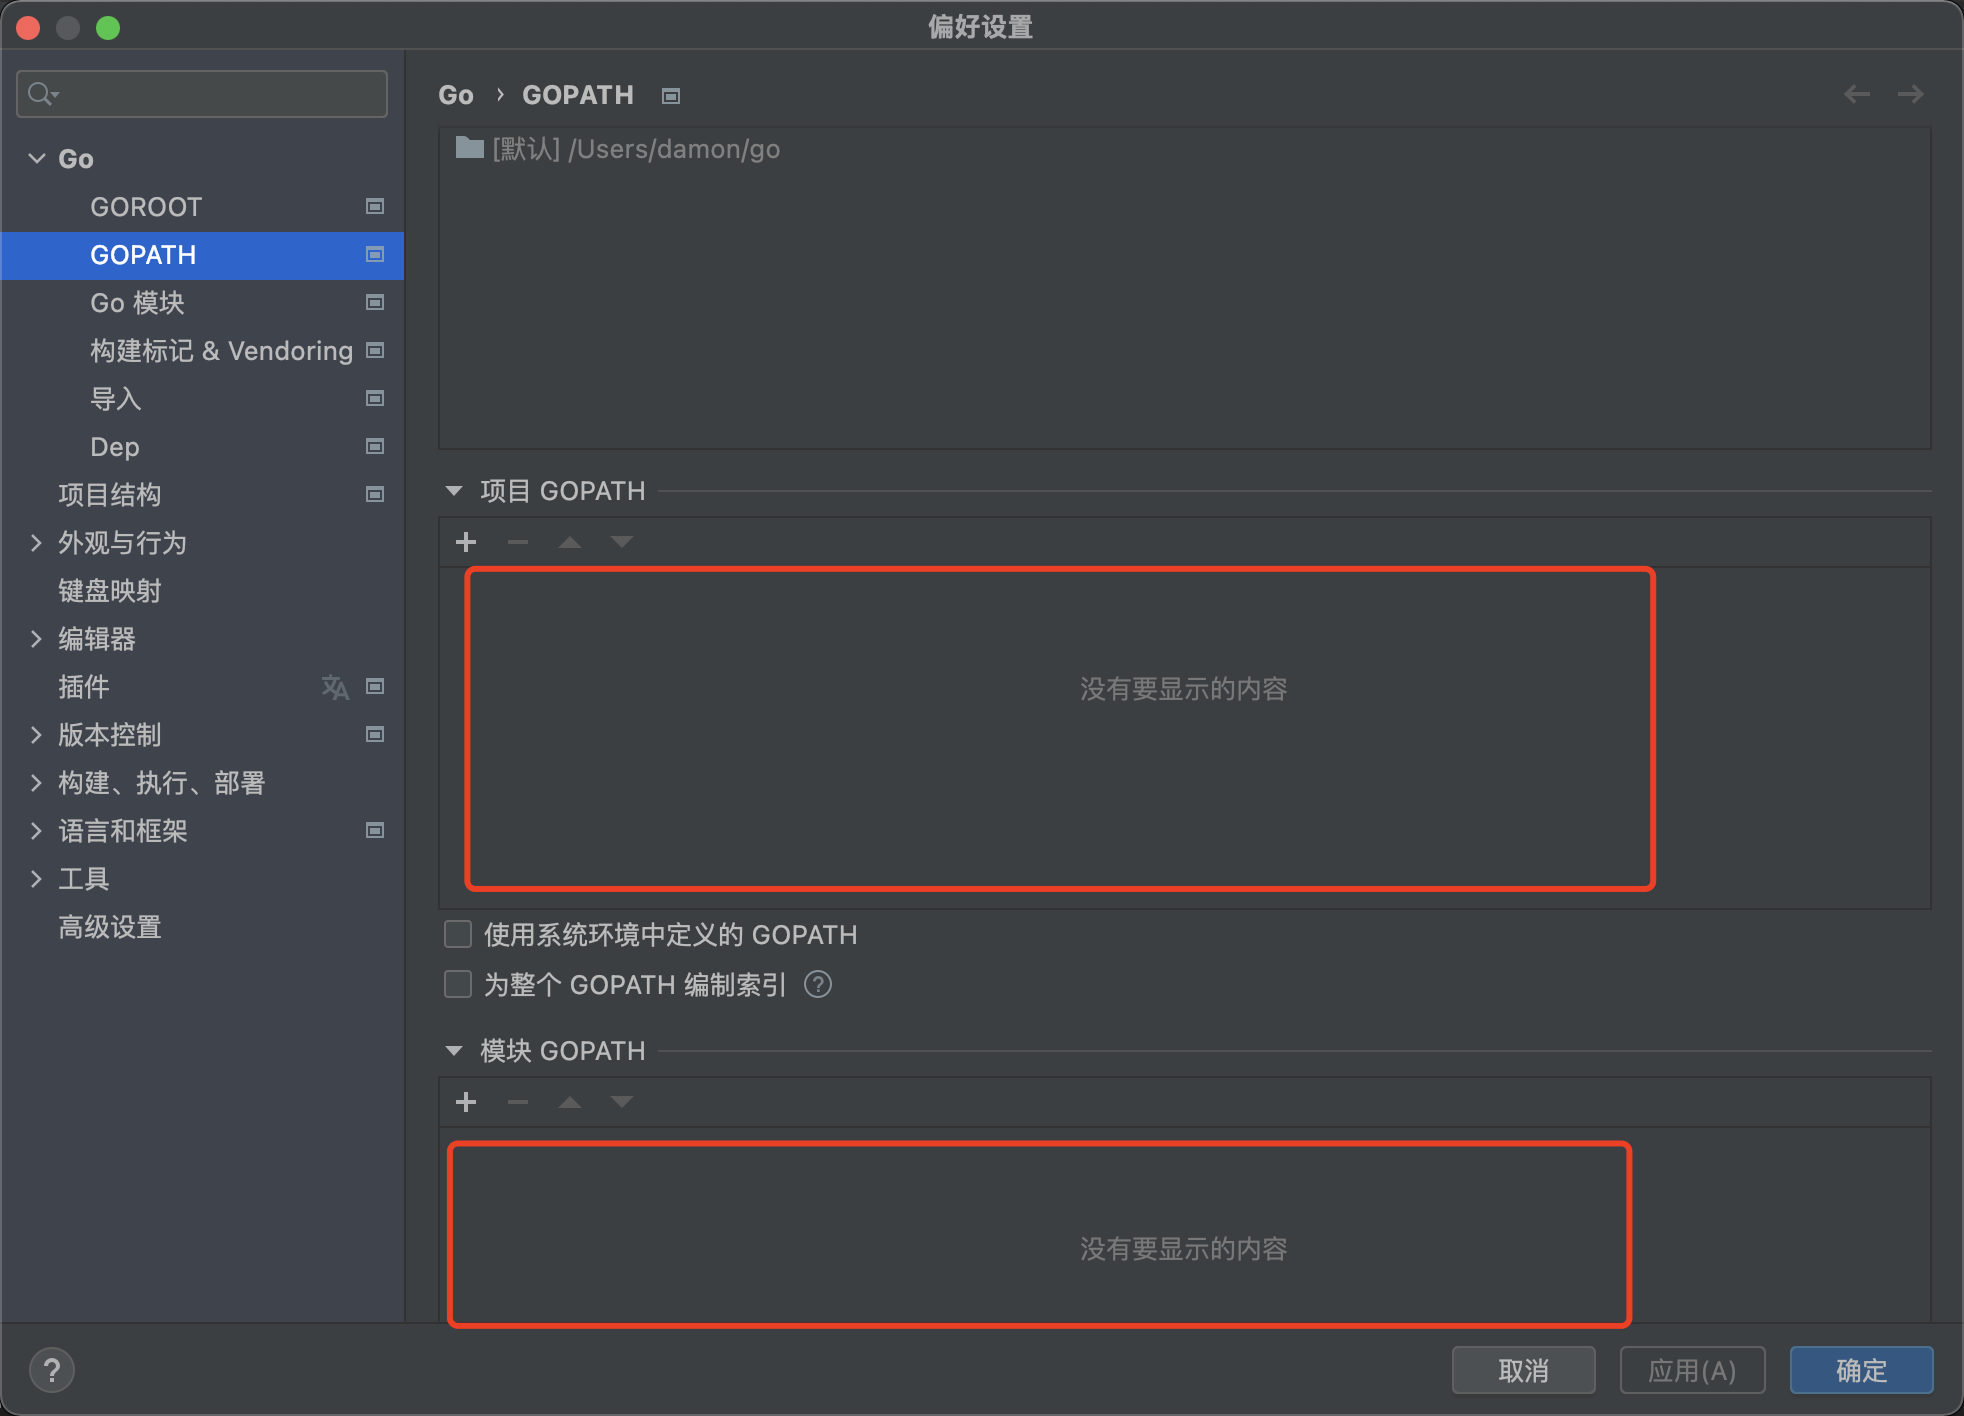 偏好设置
Go
GOROOT
GOPATH
Go 模块
构建标记 & Vendoring
导入
Dep
项目结构
外观与行为
键盘映射
编辑器
插件
版本控制
构建、执行、部署
语言和框架
工具
高级设置
Go › GOPATH
[默认] /Users/damon/go
项目 GOPATH
没有要显示的内容
使用系统环境中定义的 GOPATH
为整个 GOPATH 编制索引 ?
模块 GOPATH
没有要显示的内容
?
取消
应用(A)
确定